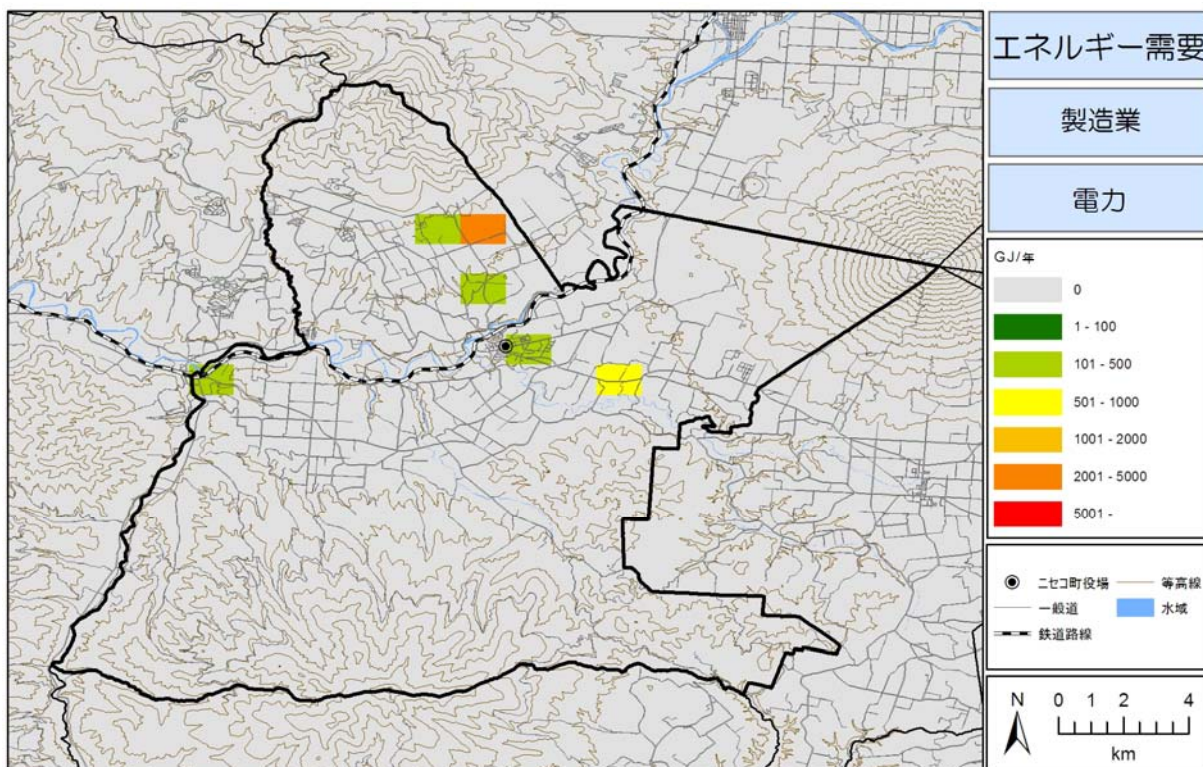 エネルギー需要
製造業
電力
GJ/年
0
1 - 100
101 - 500
501 - 1000
1001 - 2000
2001 - 5000
5001 -
ニセコ町役場
等高線
一般道
水域
鉄道路線
N
0 1 2 4
km